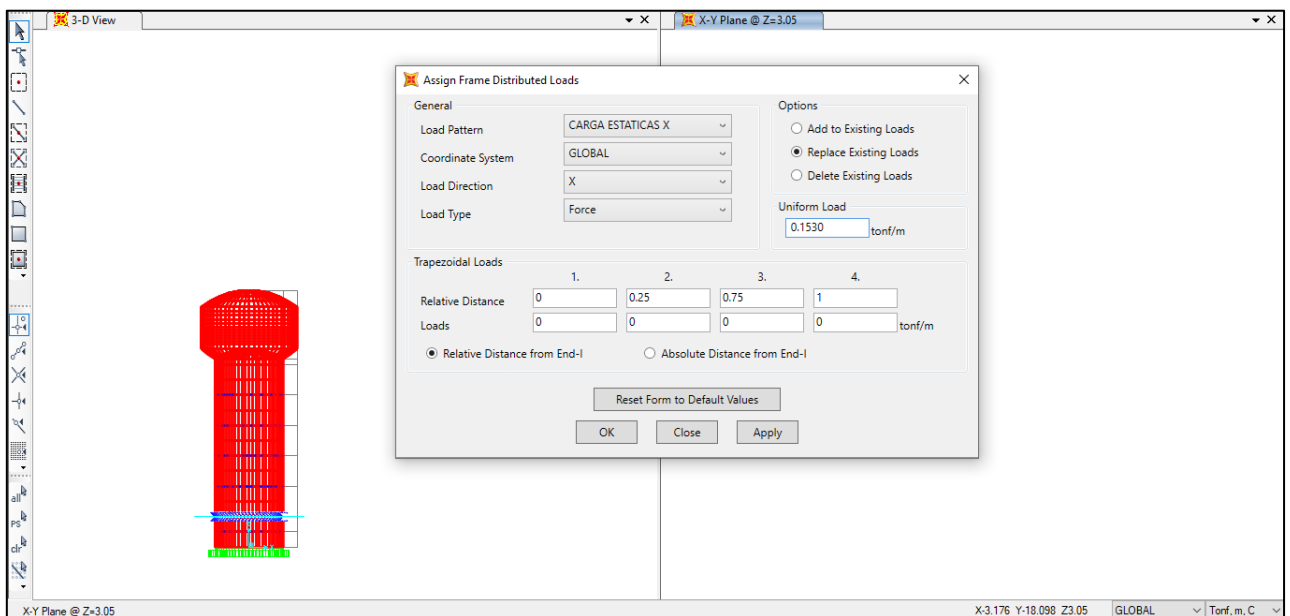 3-D View
X-Y Plane @ Z=3.05
Assign Frame Distributed Loads
General
Load Pattern CARGA ESTATICAS X
Coordinate System GLOBAL
Load Direction X
Load Type Force
Options
Add to Existing Loads
Replace Existing Loads
Delete Existing Loads
Uniform Load
0.1530 tonf/m
Trapezoidal Loads
1. 2. 3. 4.
Relative Distance 0 0.25 0.75 1
Loads 0 0 0 0 tonf/m
Relative Distance from End-I Absolute Distance from End-I
Reset Form to Default Values
OK Close Apply
all
PS
clr
X-Y Plane @ Z=3.05 X-3.176 Y-18.098 Z3.05 GLOBAL Tonf, m, C